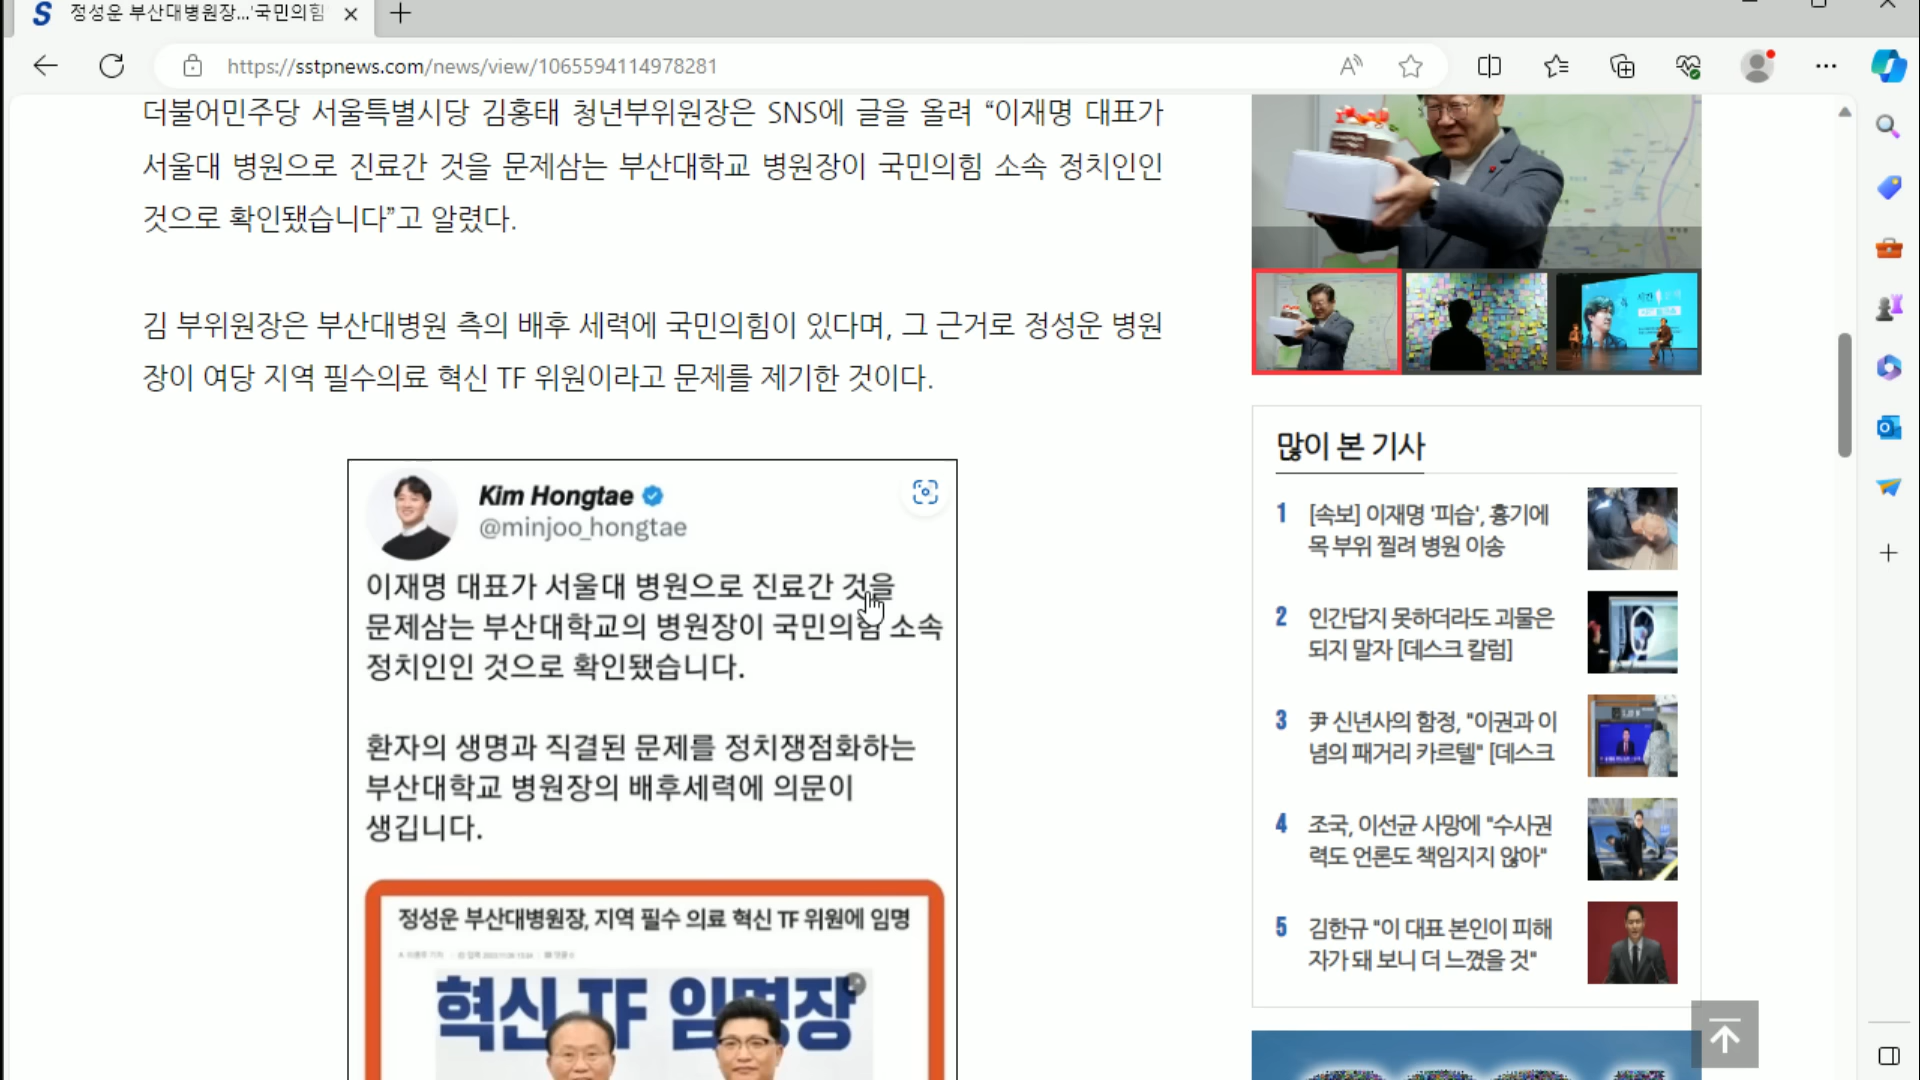 정성운 부산대병원장...'국민의힘
https://sstpnews.com/news/view/1065594114978281
더불어민주당 서울특별시당 김홍태 청년부위원장은 SNS에 글을 올려 “이재명 대표가
서울대 병원으로 진료간 것을 문제삼는 부산대학교 병원장이 국민의힘 소속 정치인인
것으로 확인됐습니다”고 알렸다.
김 부위원장은 부산대병원 측의 배후 세력에 국민의힘이 있다며, 그 근거로 정성운 병원
장이 여당 지역 필수의료 혁신 TF 위원이라고 문제를 제기한 것이다.
Kim Hongtae
@minjoo_hongtae
이재명 대표가 서울대 병원으로 진료간 것을
문제삼는 부산대학교의 병원장이 국민의힘 소속
정치인인 것으로 확인됐습니다.
환자의 생명과 직결된 문제를 정치쟁점화하는
부산대학교 병원장의 배후세력에 의문이
생깁니다.
정성운 부산대병원장, 지역 필수 의료 혁신 TF 위원에 임명
혁신 TF 임명장
많이 본 기사
1 [속보] 이재명 '피습', 흉기에
목 부위 찔려 병원 이송
2 인간답지 못하더라도 괴물은
되지 말자 [데스크 칼럼]
3 尹 신년사의 함정, "이권과 이
념의 패거리 카르텔" [데스크
4 조국, 이선균 사망에 "수사권
력도 언론도 책임지지 않아"
5 김한규 "이 대표 본인이 피해
자가 돼 보니 더 느꼈을 것"